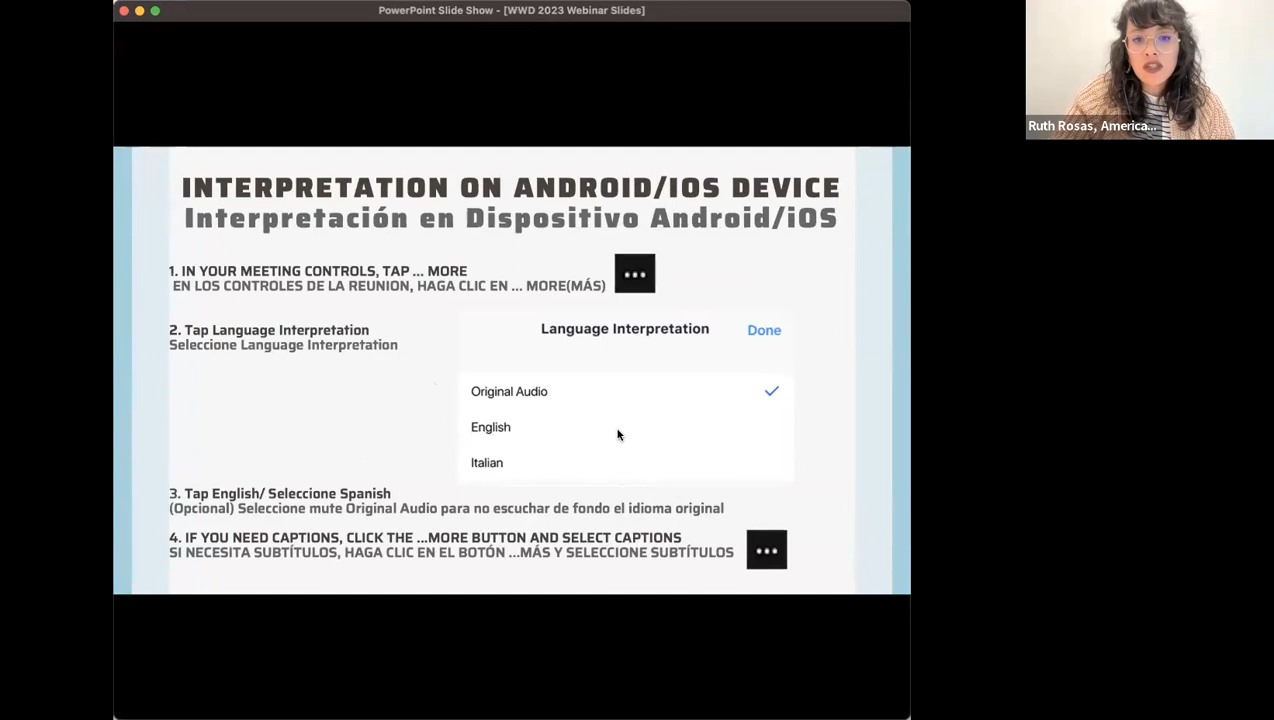 PowerPoint Slide Show - [WWD 2023 Webinar Slides]
Ruth Rosas, America...
INTERPRETATION ON ANDROID/IOS DEVICE
Interpretación en Dispositivo Android/iOS
1. IN YOUR MEETING CONTROLS, TAP ... MORE
EN LOS CONTROLES DE LA REUNION, HAGA CLIC EN ... MORE(MÁS)
2. Tap Language Interpretation
Seleccione Language Interpretation
Language Interpretation
Done
Original Audio
English
Italian
3. Tap English/ Seleccione Spanish
(Opcional) Seleccione mute Original Audio para no escuchar de fondo el idioma original
4. IF YOU NEED CAPTIONS, CLICK THE ...MORE BUTTON AND SELECT CAPTIONS
SI NECESITA SUBTÍTULOS, HAGA CLIC EN EL BOTÓN ...MÁS Y SELECCIONE SUBTÍTULOS